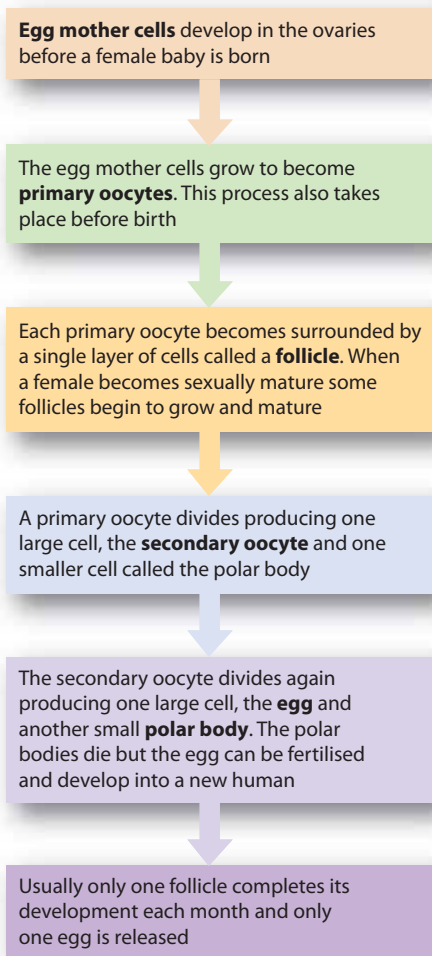 Egg mother cells develop in the ovaries
before a female baby is born
The egg mother cells grow to become
primary oocytes. This process also takes
place before birth
Each primary oocyte becomes surrounded by
a single layer of cells called a follicle. When
a female becomes sexually mature some
follicles begin to grow and mature
A primary oocyte divides producing one
large cell, the secondary oocyte and one
smaller cell called the polar body
The secondary oocyte divides again
producing one large cell, the egg and
another small polar body. The polar
bodies die but the egg can be fertilised
and develop into a new human
Usually only one follicle completes its
development each month and only
one egg is released